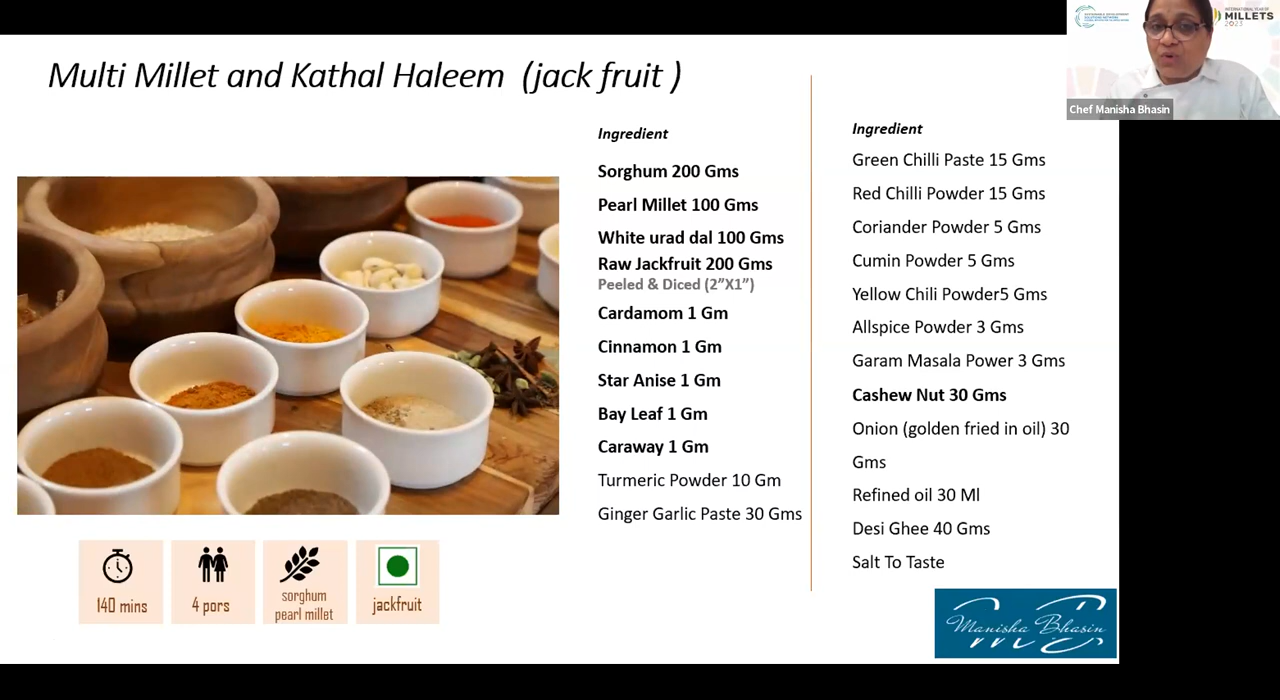 Multi Millet and Kathal Haleem (jack fruit )
Ingredient
Sorghum 200 Gms
Pearl Millet 100 Gms
White urad dal 100 Gms
Raw Jackfruit 200 Gms
Peeled & Diced (2”X1”)
Cardamom 1 Gm
Cinnamon 1 Gm
Star Anise 1 Gm
Bay Leaf 1 Gm
Caraway 1 Gm
Turmeric Powder 10 Gm
Ginger Garlic Paste 30 Gms
Ingredient
Green Chilli Paste 15 Gms
Red Chilli Powder 15 Gms
Coriander Powder 5 Gms
Cumin Powder 5 Gms
Yellow Chili Powder5 Gms
Allspice Powder 3 Gms
Garam Masala Power 3 Gms
Cashew Nut 30 Gms
Onion (golden fried in oil) 30
Gms
Refined oil 30 Ml
Desi Ghee 40 Gms
Salt To Taste
140 mins
4 pors
sorghum
pearl millet
jackfruit
Manisha Bhasin
INTERNATIONAL YEAR OF
MILLETS
2023
Chef Manisha Bhasin